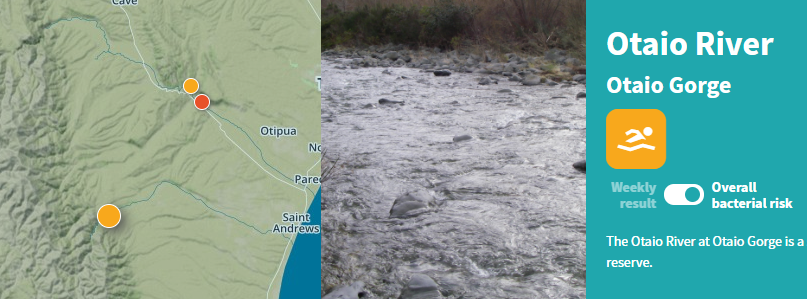 Cave
Otipua
Saint
Andrews
Otaio River
Otaio Gorge
Weekly
result
Overall
bacterial risk
The Otaio River at Otaio Gorge is a
reserve.